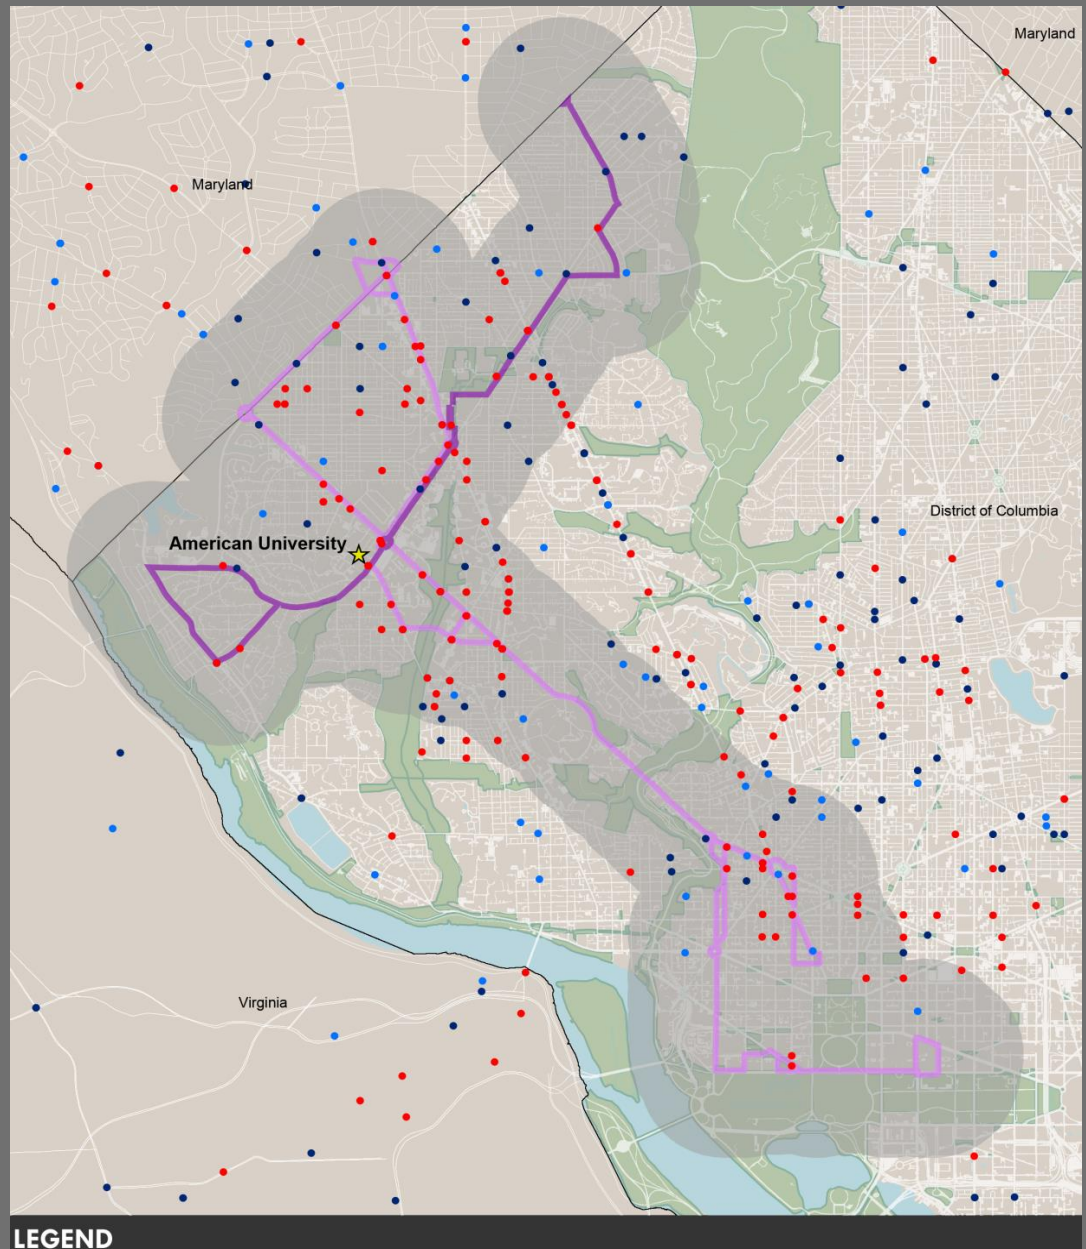 Maryland
Maryland
District of Columbia
American University
Virginia
LEGEND